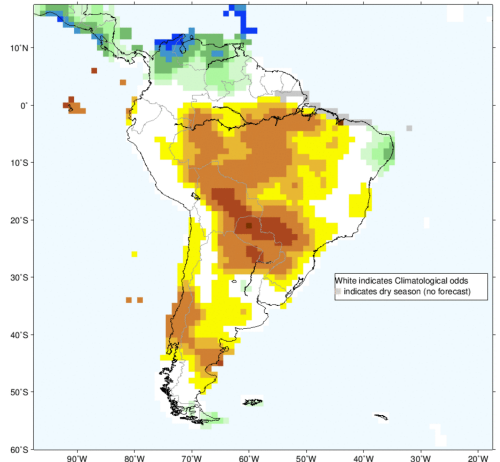 10˚N
0˚
10˚S
20˚S
30˚S
White indicates Climatological odds
indicates dry season (no forecast)
40˚S
50˚S
60˚S
90˚W 80˚W 70˚W 60˚W 50˚W 40˚W 30˚W 20˚W